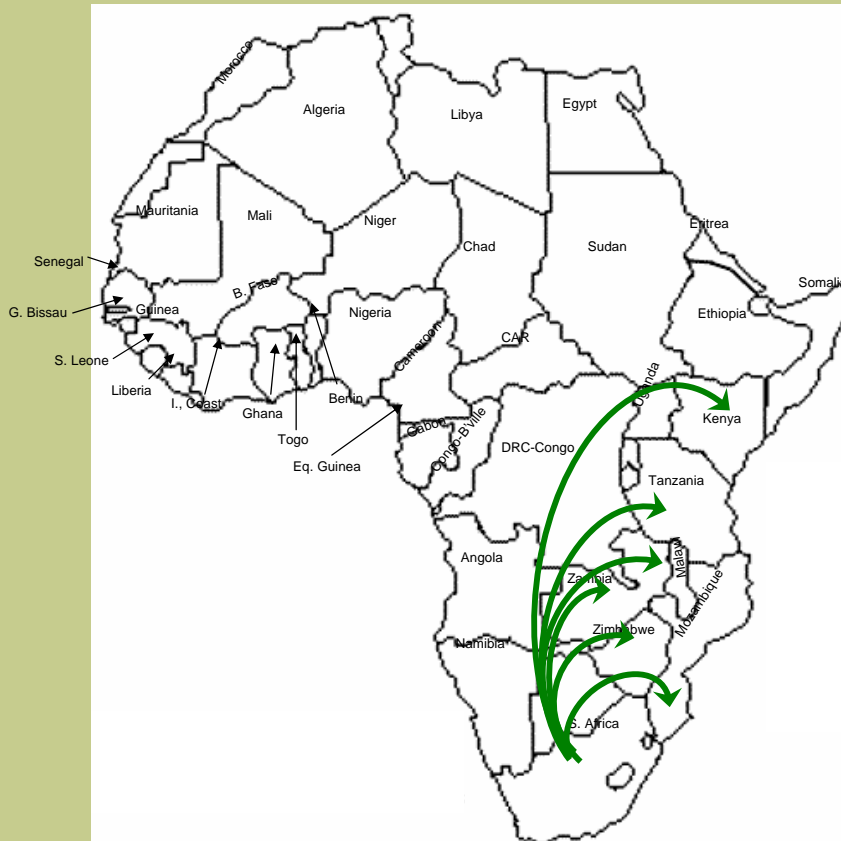 Morocco
Algeria
Libya
Egypt
Mauritania
Mali
Niger
Chad
Sudan
Eritrea
Senegal
B. Faso
Somalia
G. Bissau
Guinea
Nigeria
Ethiopia
S. Leone
Cameroon
CAR
Liberia
I., Coast
Ghana
Benin
Uganda
Togo
Gabon
Congo-B'ville
Kenya
Eq. Guinea
DRC-Congo
Tanzania
Angola
Zambia
Malawi
Mozambique
Namibia
Zimbabwe
S. Africa